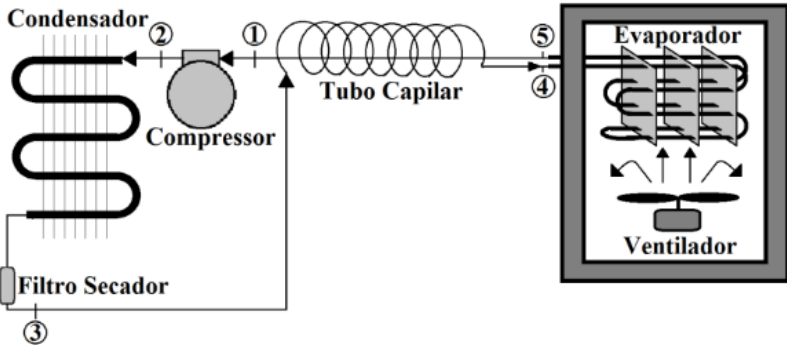 Condensador
② ① ⑤
Evaporador
Tubo Capilar
④
Compressor
Ventilador
Filtro Secador
③